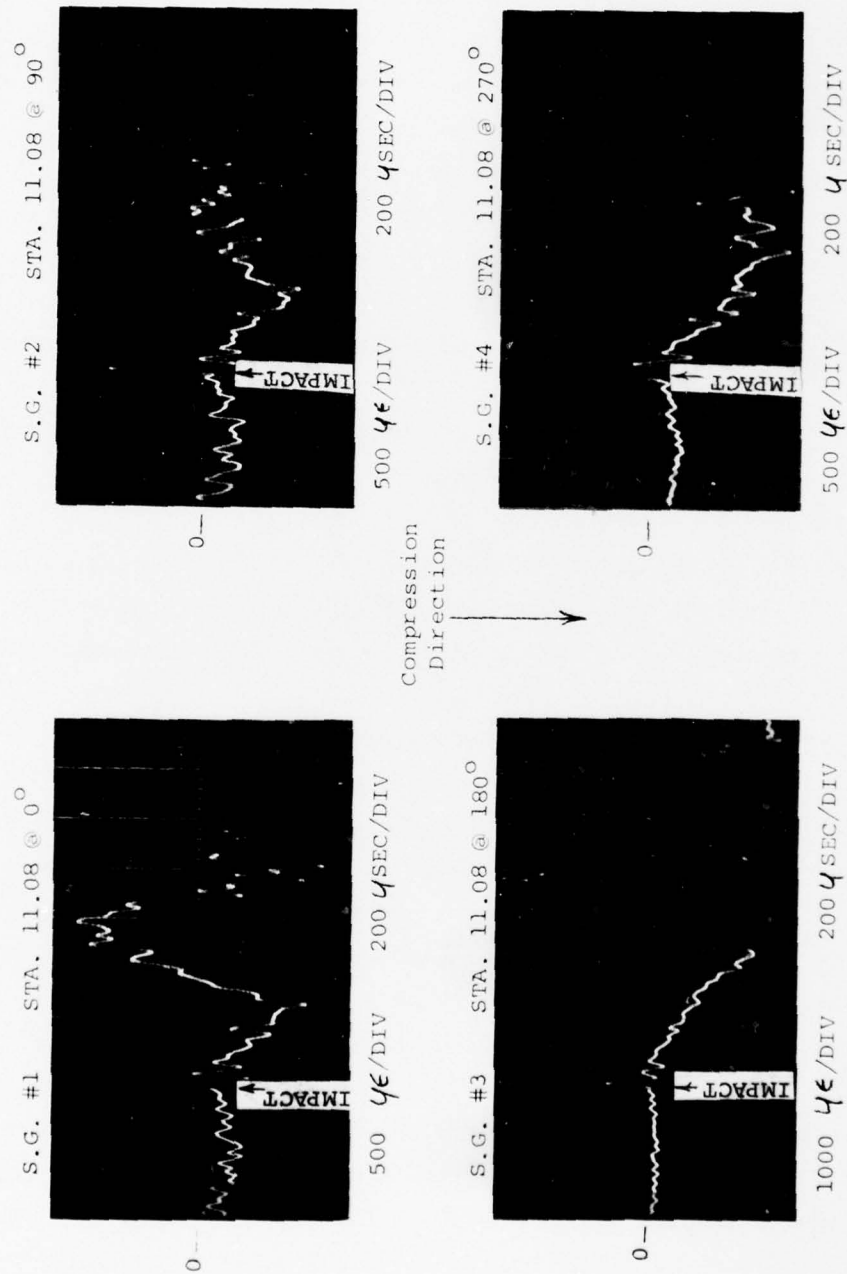 S.G. #1 STA. 11.08 @ 0°
0—
IMPACT
500 με/DIV 200 μSEC/DIV
S.G. #2 STA. 11.08 @ 90°
0—
IMPACT
500 με/DIV 200 μSEC/DIV
Compression
Direction
S.G. #3 STA. 11.08 @ 180°
0—
IMPACT
1000 με/DIV 200 μSEC/DIV
S.G. #4 STA. 11.08 @ 270°
0—
IMPACT
500 με/DIV 200 μSEC/DIV